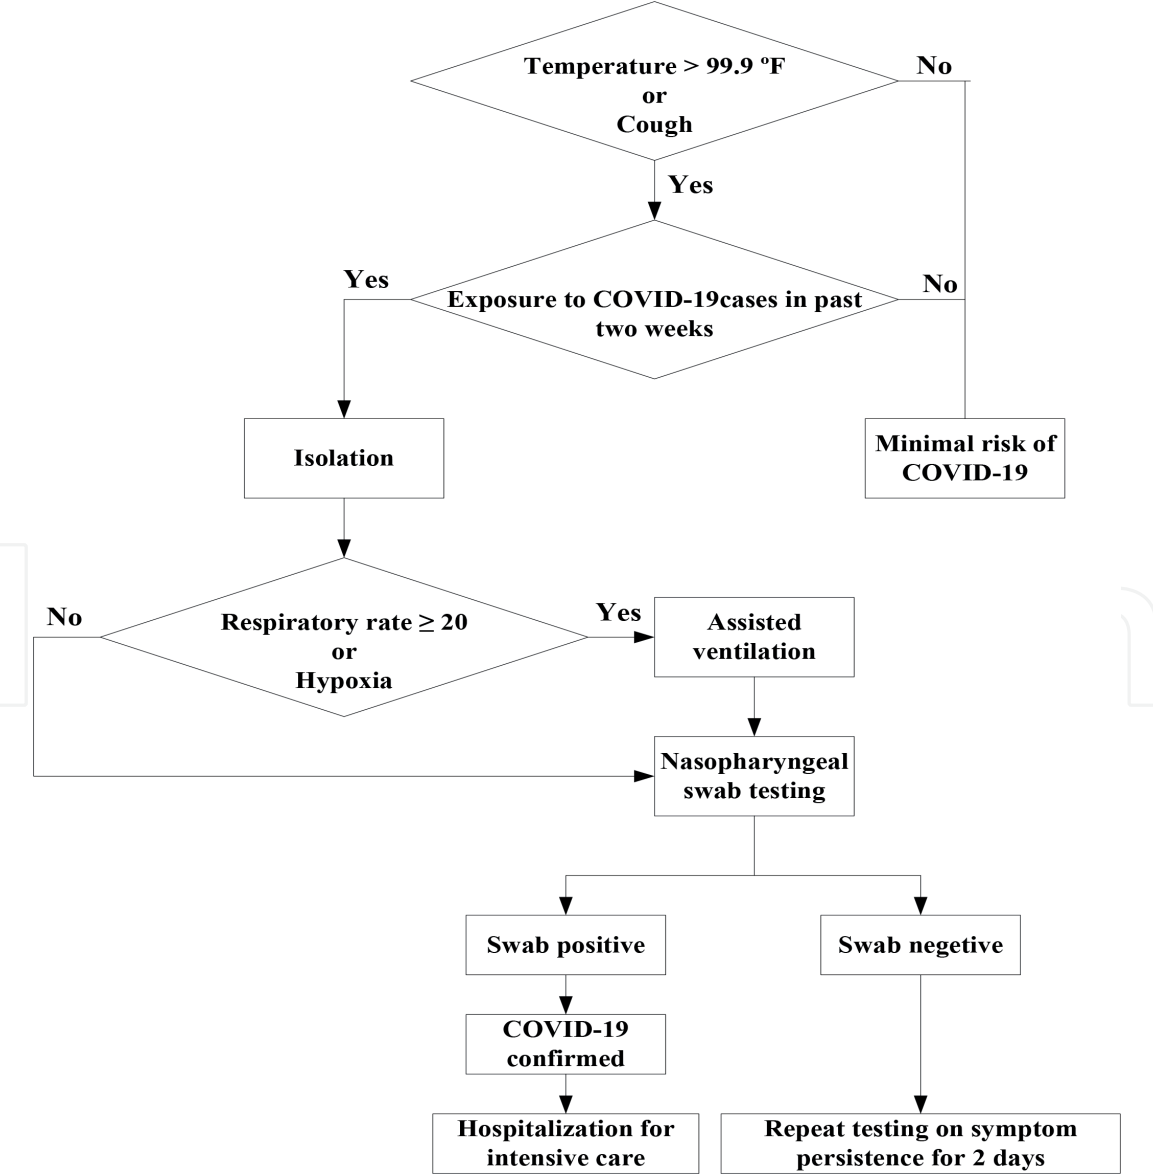 Temperature > 99.9 ºF
or
Cough
No
Yes
Yes
Exposure to COVID-19cases in past
two weeks
No
Isolation
Minimal risk of
COVID-19
No
Respiratory rate ≥ 20
or
Hypoxia
Yes
Assisted
ventilation
Nasopharyngeal
swab testing
Swab positive
Swab negetive
COVID-19
confirmed
Hospitalization for
intensive care
Repeat testing on symptom
persistence for 2 days